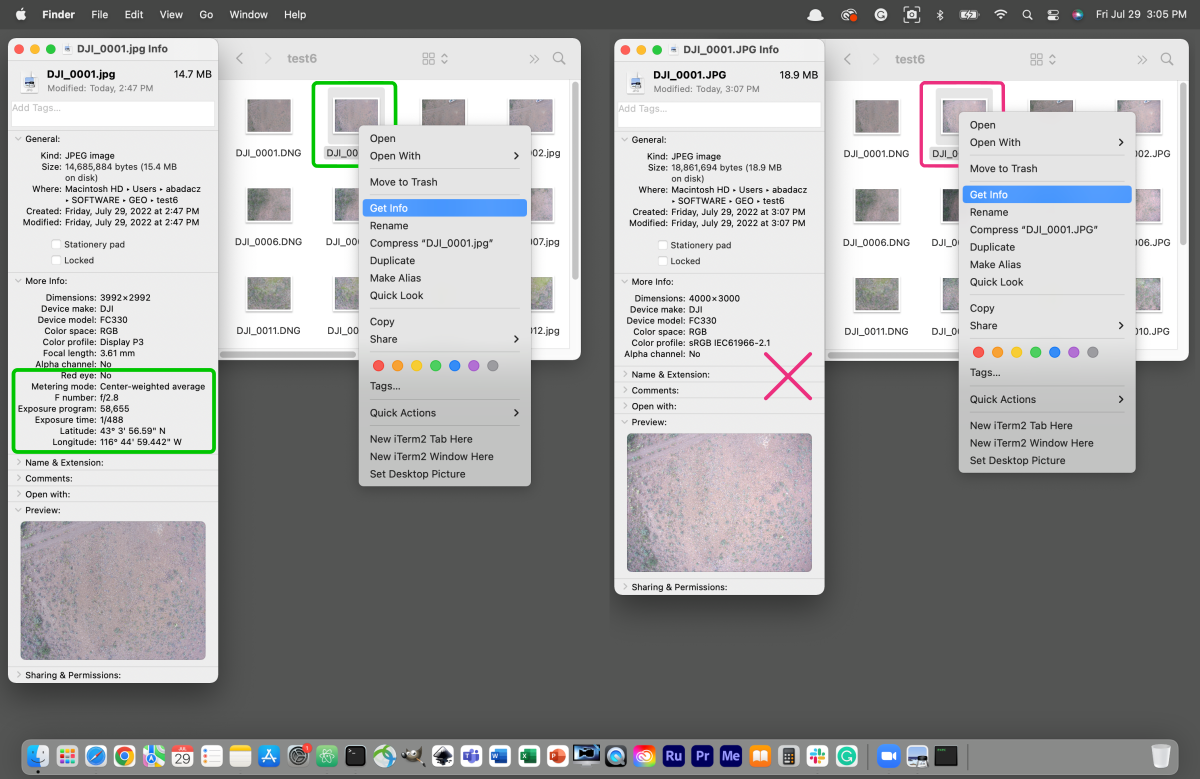 Finder File Edit View Go Window Help
Fri Jul 29 3:05 PM
DJI_0001.jpg Info
DJI_0001.jpg 14.7 MB
Modified: Today, 2:47 PM
Add Tags...
General:
Kind: JPEG image
Size: 14,685,884 bytes (15.4 MB
on disk)
Where: Macintosh HD ▸ Users ▸ abadacz
▸ SOFTWARE ▸ GEO ▸ test6
Created: Friday, July 29, 2022 at 2:47 PM
Modified: Friday, July 29, 2022 at 2:47 PM
Stationery pad
Locked
More Info:
Dimensions: 3992×2992
Device make: DJI
Device model: FC330
Color space: RGB
Color profile: Display P3
Focal length: 3.61 mm
Alpha channel: No
Red eye: No
Metering mode: Center-weighted average
F number: f/2.8
Exposure program: 58,655
Exposure time: 1/488
Latitude: 43° 3' 56.59" N
Longitude: 116° 44' 59.442" W
Name & Extension:
Comments:
Open with:
Preview:
Sharing & Permissions:
test6
DJI_0001.DNG
DJI_00
02.jpg
DJI_0006.DNG
DJI_0
07.jpg
DJI_0011.DNG
DJI_00
12.jpg
Open
Open With
Move to Trash
Get Info
Rename
Compress “DJI_0001.jpg”
Duplicate
Make Alias
Quick Look
Copy
Share
Tags...
Quick Actions
New iTerm2 Tab Here
New iTerm2 Window Here
Set Desktop Picture
DJI_0001.JPG Info
DJI_0001.JPG 18.9 MB
Modified: Today, 3:07 PM
Add Tags...
General:
Kind: JPEG image
Size: 18,861,694 bytes (18.9 MB
on disk)
Where: Macintosh HD ▸ Users ▸ abadacz
▸ SOFTWARE ▸ GEO ▸ test6
Created: Friday, July 29, 2022 at 3:07 PM
Modified: Friday, July 29, 2022 at 3:07 PM
Stationery pad
Locked
More Info:
Dimensions: 4000×3000
Device make: DJI
Device model: FC330
Color space: RGB
Color profile: sRGB IEC61966-2.1
Alpha channel: No
Name & Extension:
Comments:
Open with:
Preview:
Sharing & Permissions:
test6
DJI_0001.DNG
DJI_0
02.JPG
DJI_0006.DNG
DJI_0
06.JPG
DJI_0011.DNG
DJI_0
10.JPG
Open
Open With
Move to Trash
Get Info
Rename
Compress “DJI_0001.JPG”
Duplicate
Make Alias
Quick Look
Copy
Share
Tags...
Quick Actions
New iTerm2 Tab Here
New iTerm2 Window Here
Set Desktop Picture
JUL
29
1
Ru
Pr
Me